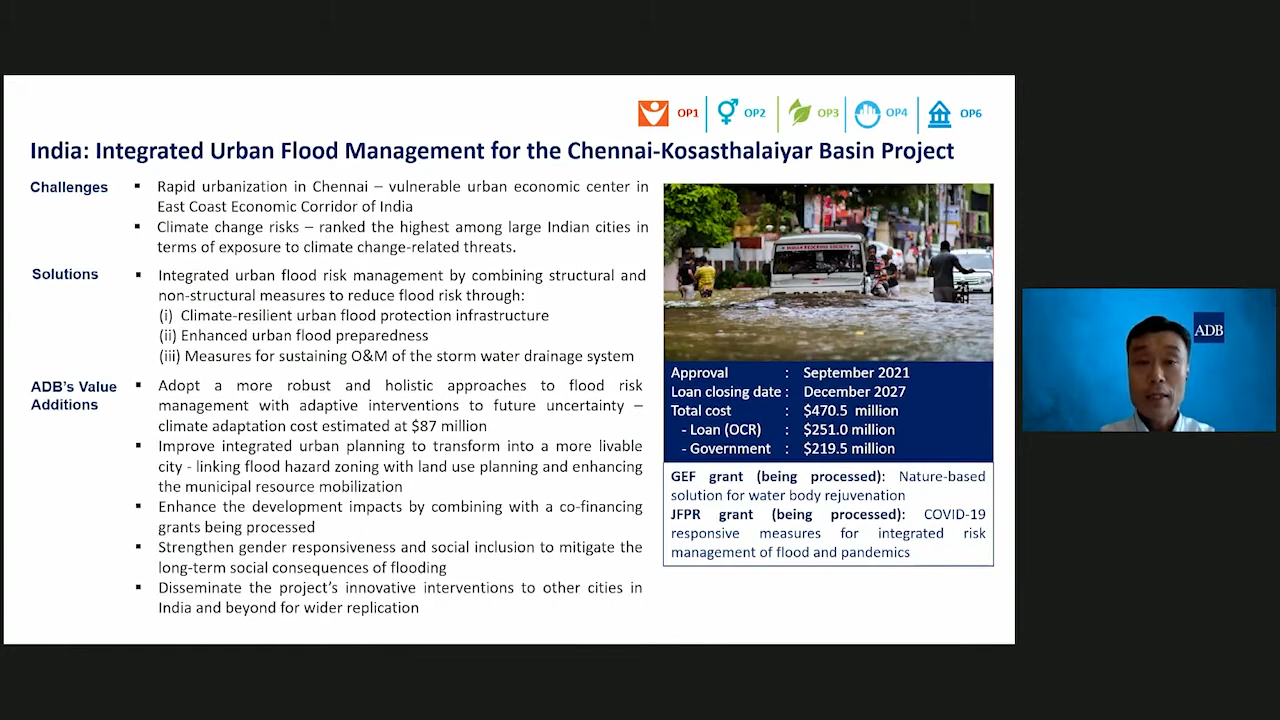 OP1
OP2
OP3
OP4
OP6
India: Integrated Urban Flood Management for the Chennai-Kosasthalaiyar Basin Project
Challenges
▪ Rapid urbanization in Chennai – vulnerable urban economic center in
East Coast Economic Corridor of India
▪ Climate change risks – ranked the highest among large Indian cities in
terms of exposure to climate change-related threats.
Solutions
▪ Integrated urban flood risk management by combining structural and
non-structural measures to reduce flood risk through:
(i) Climate-resilient urban flood protection infrastructure
(ii) Enhanced urban flood preparedness
(iii) Measures for sustaining O&M of the storm water drainage system
ADB's Value
Additions
▪ Adopt a more robust and holistic approaches to flood risk
management with adaptive interventions to future uncertainty –
climate adaptation cost estimated at $87 million
▪ Improve integrated urban planning to transform into a more livable
city - linking flood hazard zoning with land use planning and enhancing
the municipal resource mobilization
▪ Enhance the development impacts by combining with a co-financing
grants being processed
▪ Strengthen gender responsiveness and social inclusion to mitigate the
long-term social consequences of flooding
▪ Disseminate the project's innovative interventions to other cities in
India and beyond for wider replication
INDIAN REDCROSS SOCIETY
Approval : September 2021
Loan closing date : December 2027
Total cost : $470.5 million
- Loan (OCR) : $251.0 million
- Government : $219.5 million
GEF grant (being processed): Nature-based
solution for water body rejuvenation
JFPR grant (being processed): COVID-19
responsive measures for integrated risk
management of flood and pandemics
ADB